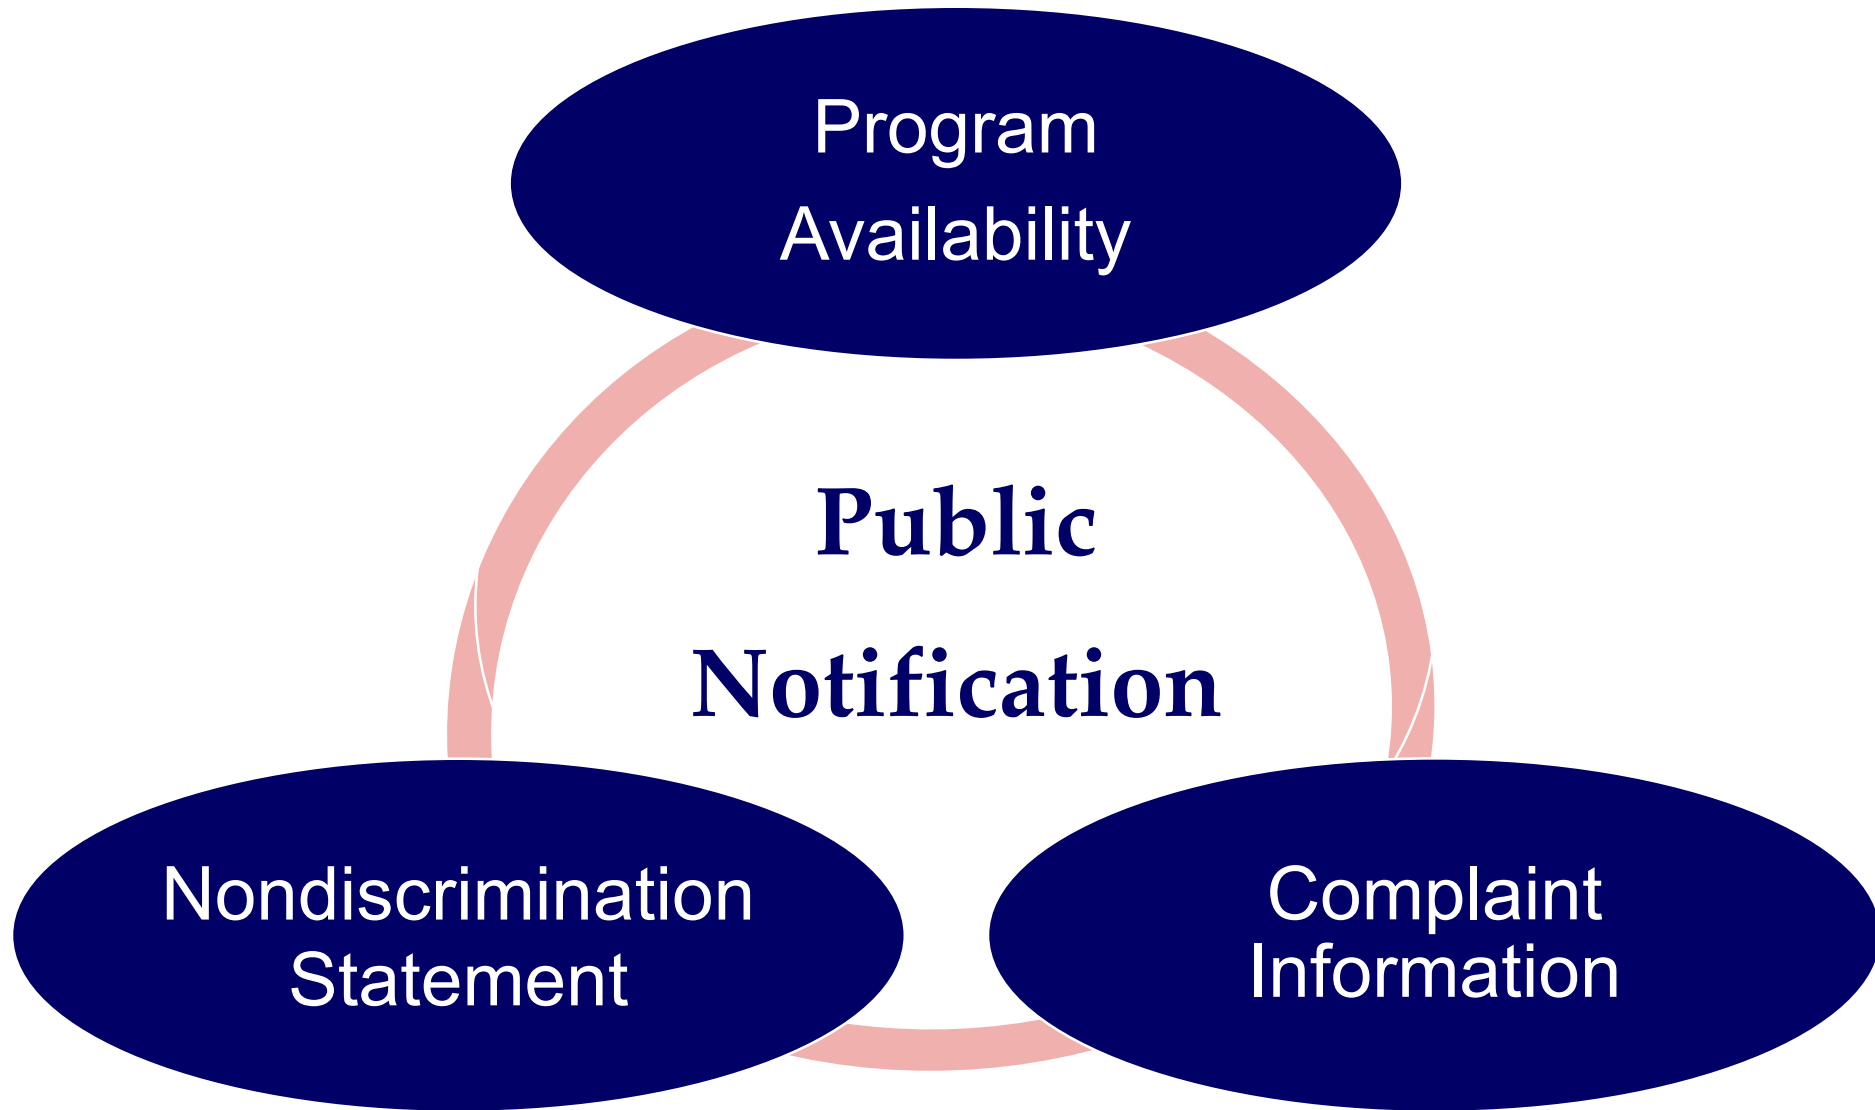 Program
Availability
Public
Notification
Nondiscrimination
Statement
Complaint
Information